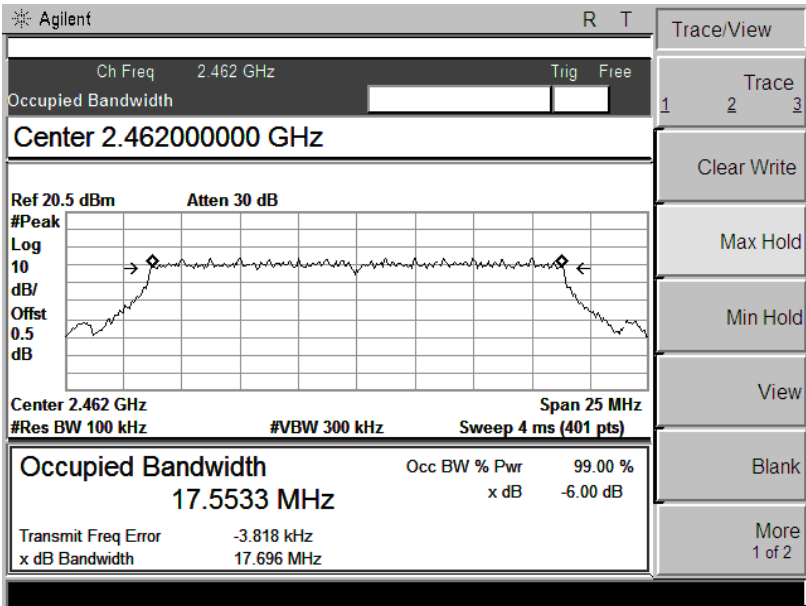 Agilent R T
Ch Freq 2.462 GHz Trig Free
Occupied Bandwidth
Center 2.462000000 GHz
Ref 20.5 dBm Atten 30 dB
#Peak
Log
10
dB/
Offst
0.5
dB
Center 2.462 GHz Span 25 MHz
#Res BW 100 kHz #VBW 300 kHz Sweep 4 ms (401 pts)
Occupied Bandwidth Occ BW % Pwr 99.00 %
17.5533 MHz x dB -6.00 dB
Transmit Freq Error -3.818 kHz
x dB Bandwidth 17.696 MHz
Trace/View
Trace
1 2 3
Clear Write
Max Hold
Min Hold
View
Blank
More
1 of 2